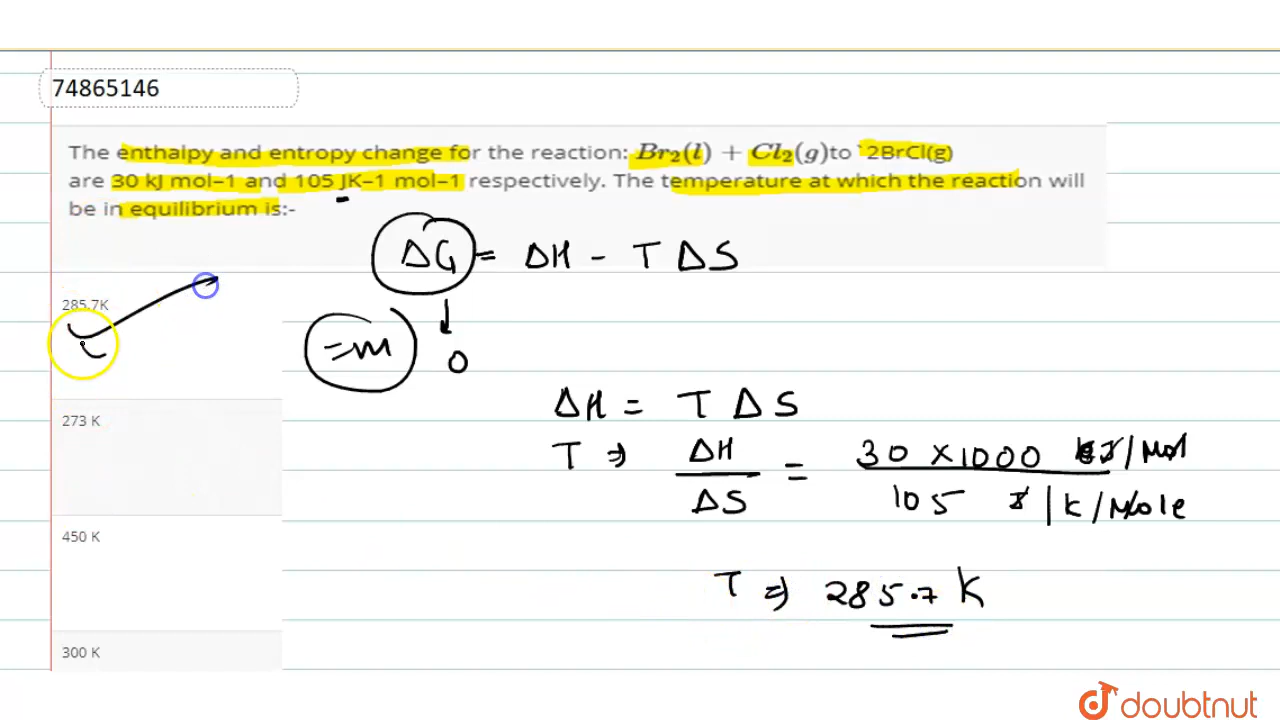 74865146
The enthalpy and entropy change for the reaction: Br₂(l) + Cl₂(g)to 2BrCl(g)
are 30 kJ mol–1 and 105 JK–1 mol–1 respectively. The temperature at which the reaction will
be in equilibrium is:-
ΔG = ΔH - TΔS
285.7K
=m
0
ΔH = TΔS
273 K
T ⇒ ΔH/ΔS = 30 ×1000 J/Mol
105 J/K/Mole
450 K
T ⇒ 285.7 K
300 K
doubtnut